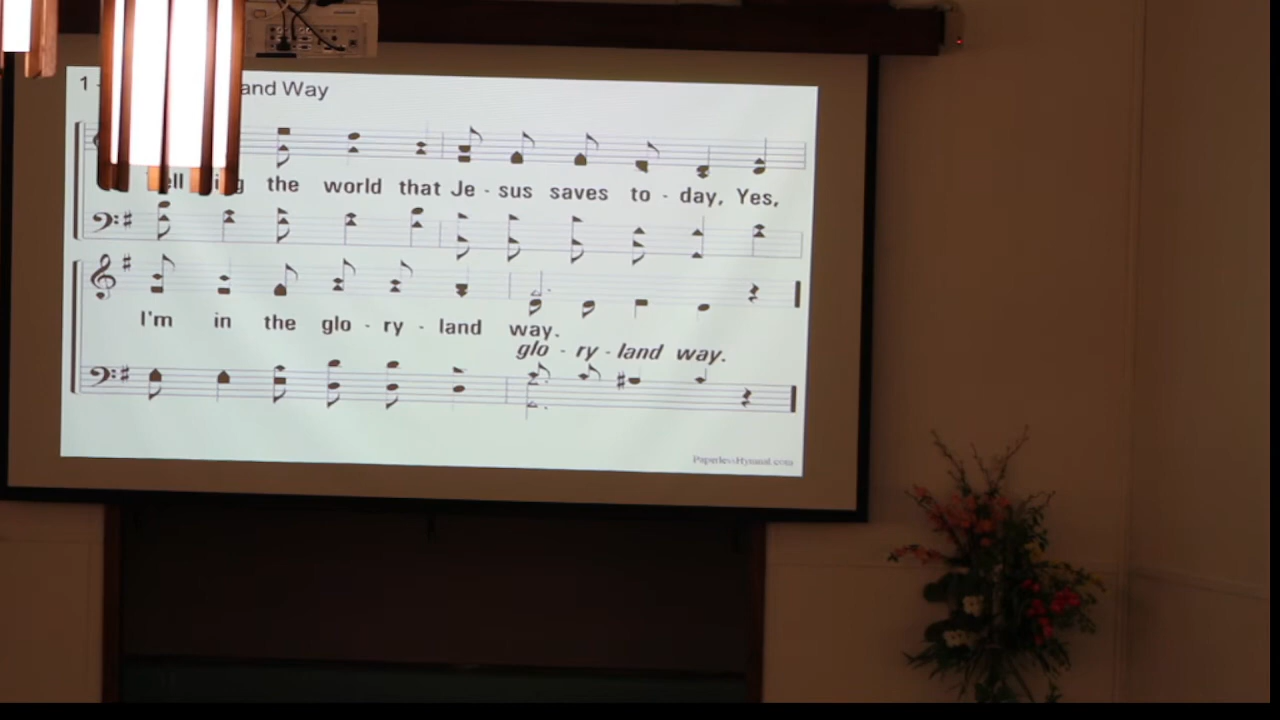 1 - and Way
the world that Je - sus saves to - day, Yes,
I'm in the glo - ry - land way.
glo - ry - land way.
PaperlessHymnal.com